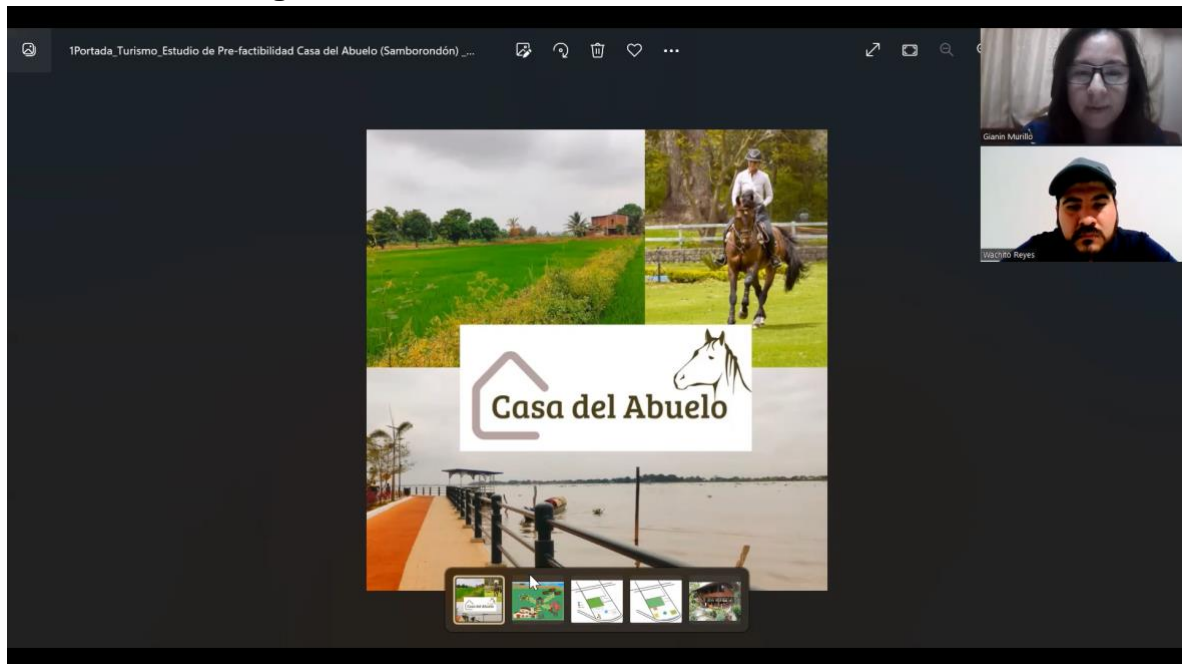 1Portada_Turismo_Estudio de Pre-factibilidad Casa del Abuelo (Samborondón) _...
Gianin Murillo
Wachito Reyes
Casa del Abuelo